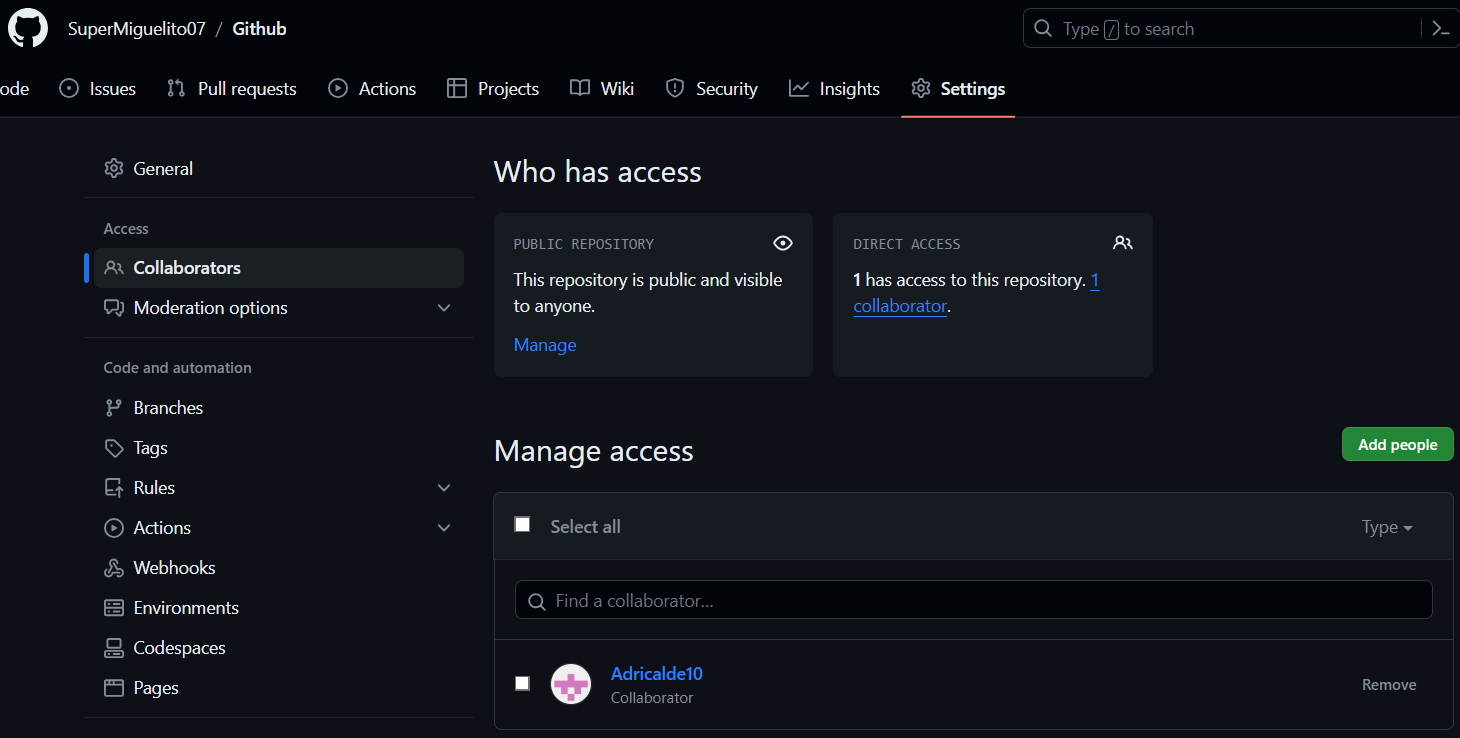 SuperMiguelito07 / Github
Type / to search
ode Issues Pull requests Actions Projects Wiki Security Insights Settings
General
Access
Collaborators
Moderation options
Code and automation
Branches
Tags
Rules
Actions
Webhooks
Environments
Codespaces
Pages
Who has access
PUBLIC REPOSITORY
This repository is public and visible
to anyone.
Manage
DIRECT ACCESS
1 has access to this repository. 1
collaborator.
Manage access
Add people
Select all
Type
Find a collaborator...
Adricalde10
Collaborator
Remove